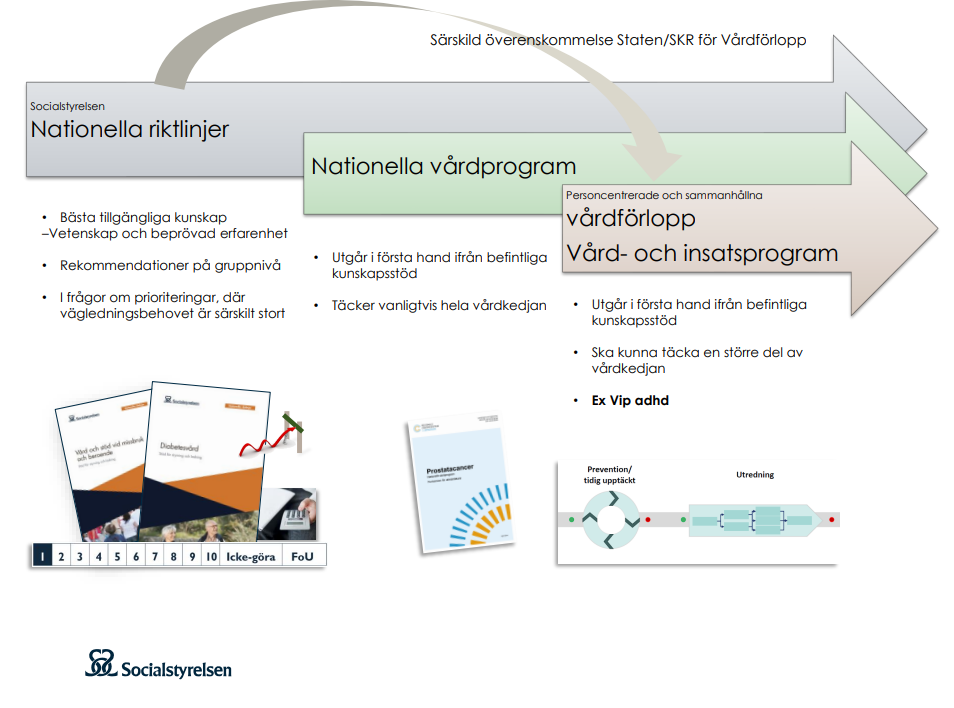 Särskild överenskommelse Staten/SKR för Vårdförlopp
Socialstyrelsen
Nationella riktlinjer
Nationella vårdprogram
Personcentrerade och sammanhållna
vårdförlopp
Vård- och insatsprogram
• Bästa tillgängliga kunskap
–Vetenskap och beprövad erfarenhet
• Rekommendationer på gruppnivå
• I frågor om prioriteringar, där
vägledningsbehovet är särskilt stort
• Utgår i första hand ifrån befintliga
kunskapsstöd
• Täcker vanligtvis hela vårdkedjan
• Utgår i första hand ifrån befintliga
kunskapsstöd
• Ska kunna täcka en större del av
vårdkedjan
• Ex Vip adhd
Socialstyrelsen
Vård och stöd vid missbruk
och beroende
Socialstyrelsen
Diabetesvård
1 2 3 4 5 6 7 8 9 10 Icke-göra FoU
Prostatacancer
Prevention/
tidig upptäckt
Utredning
Socialstyrelsen